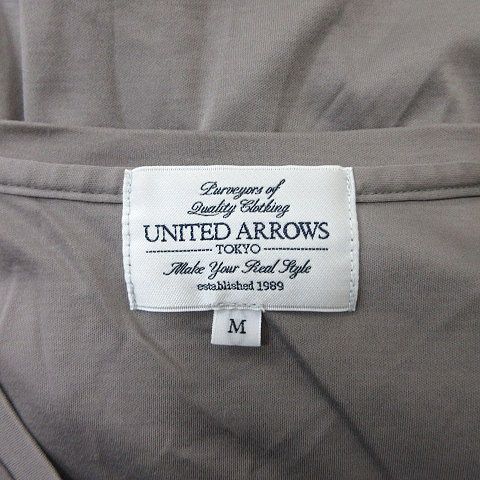 Purveyors of
Quality Clothing
UNITED ARROWS
TOKYO
Make Your Real Style
established 1989
M